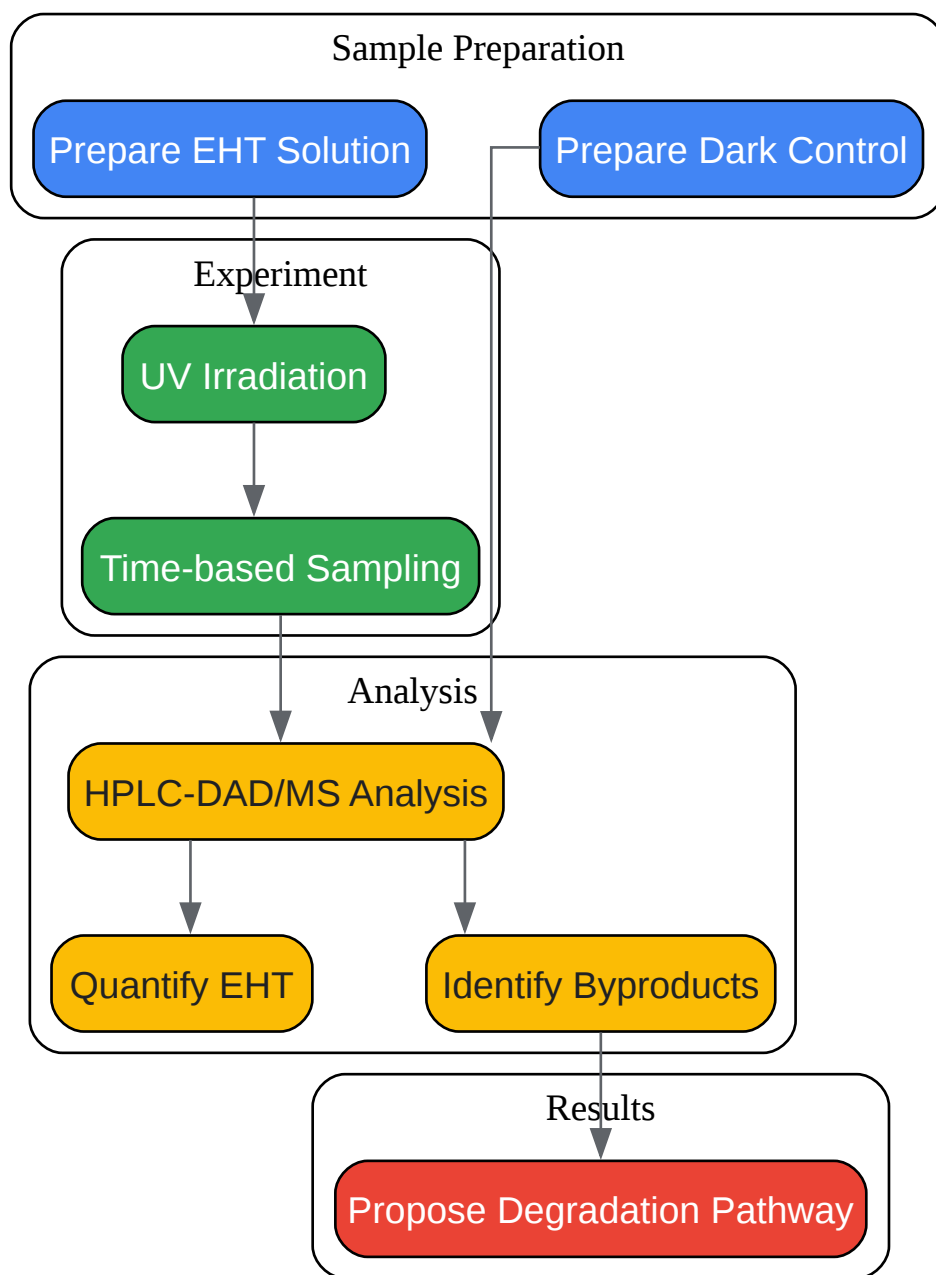 Sample Preparation
Prepare EHT Solution
Prepare Dark Control
Experiment
UV Irradiation
Time-based Sampling
Analysis
HPLC-DAD/MS Analysis
Quantify EHT
Identify Byproducts
Results
Propose Degradation Pathway